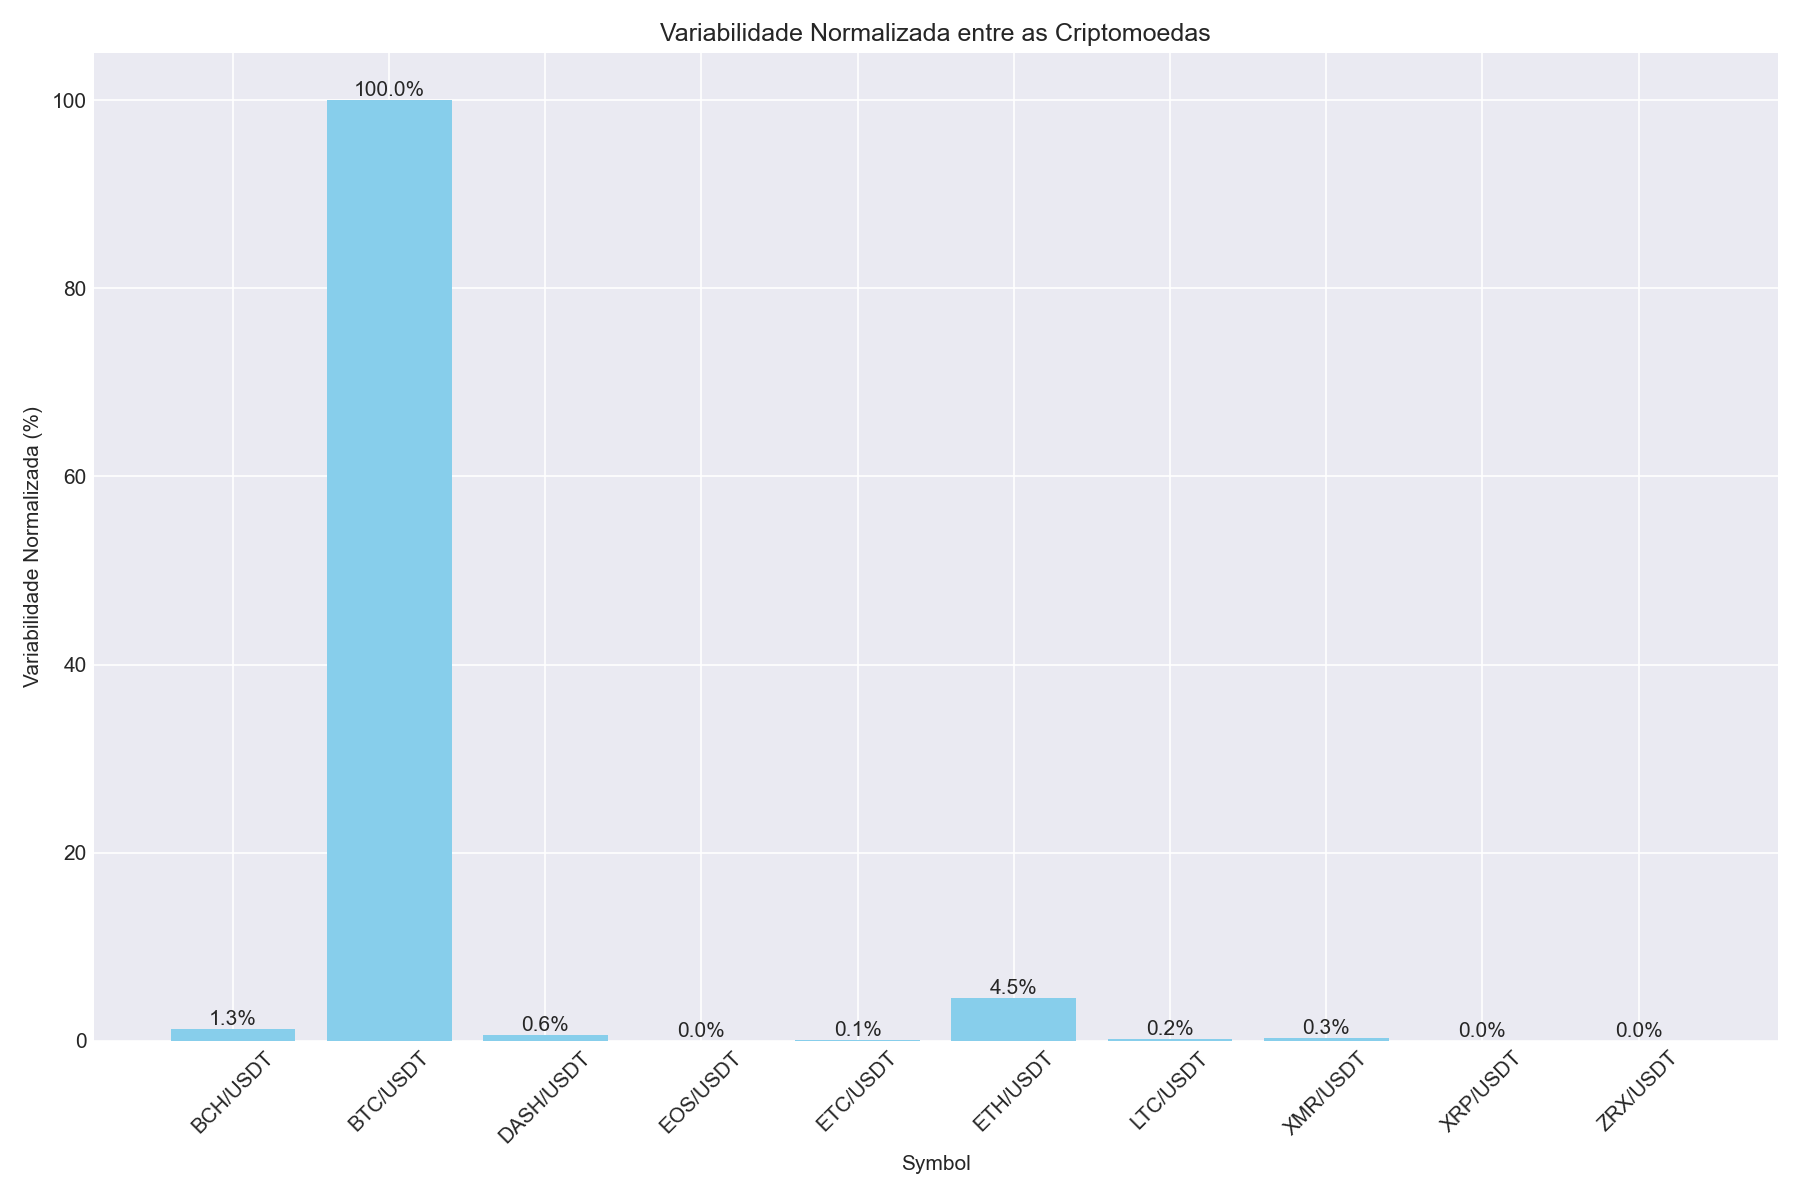 Variabilidade Normalizada entre as Criptomoedas
Variabilidade Normalizada (%)
100
80
60
40
20
0
1.3%
100.0%
0.6%
0.0%
0.1%
4.5%
0.2%
0.3%
0.0%
0.0%
BCH/USDT
BTC/USDT
DASH/USDT
EOS/USDT
ETC/USDT
ETH/USDT
LTC/USDT
XMR/USDT
XRP/USDT
ZRX/USDT
Symbol